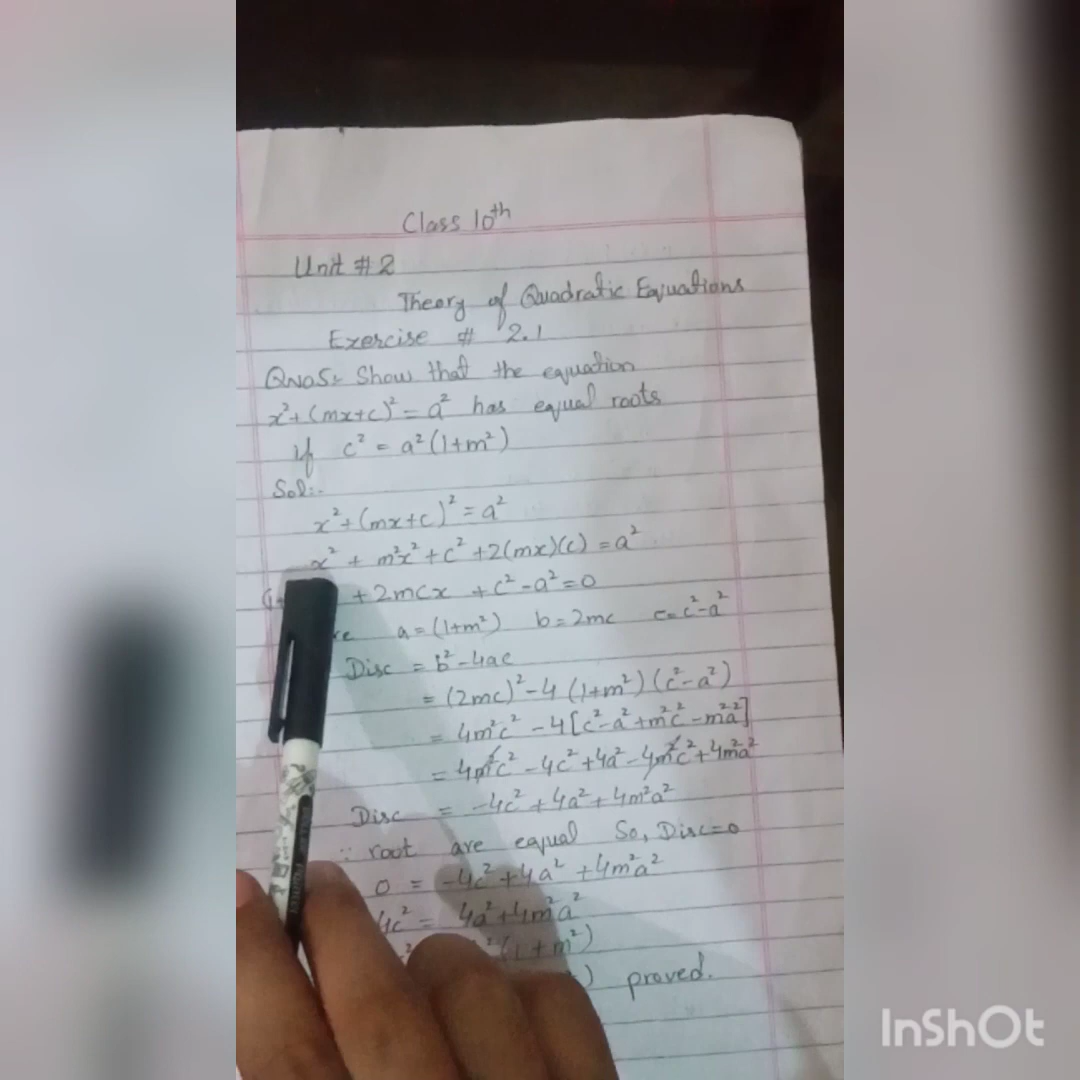 Class 10th
Unit # 2
Theory of Quadratic Equations
Exercise # 2.1
QNo5:- Show that the equation
x²+(mx+c)² = a² has equal roots
if c² = a²(1+m²)
Sol:-
x²+(mx+c)² = a²
x² + m²x² + c² + 2(mx)(c) = a²
+ 2mcx + c² - a² = 0
a = (1+m²) b = 2mc c = c² - a²
Disc = b² - 4ac
= (2mc)² - 4 (1+m²) (c² - a²)
= 4m²c² - 4[c² - a² + m²c² - m²a²]
= 4m²c² - 4c² + 4a² - 4m²c² + 4m²a²
Disc = -4c² + 4a² + 4m²a²
∵ root are equal So, Disc=0
0 = -4c² + 4a² + 4m²a²
4c² = 4a² + 4m²a²
(1+m²)
) proved.
InShOt